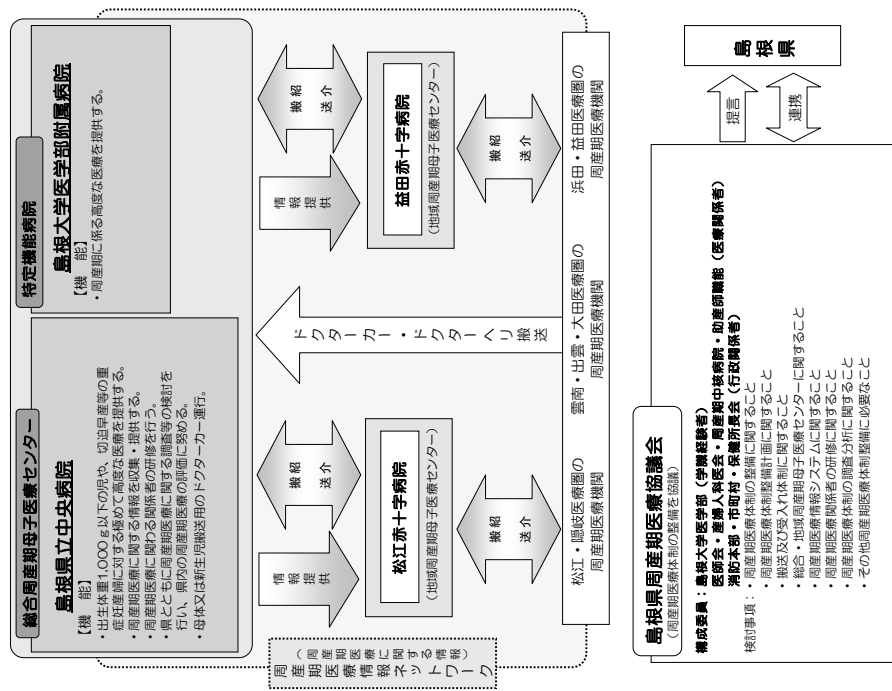 総合周産期母子医療センター
島根県立中央病院
【機　能】
・出生体重1,000ｇ以下の児や、切迫早産等の重
症妊産婦に対する極めて高度な医療を提供する。
・周産期医療に関する情報を収集・提供する。
・周産期医療に関わる関係者の研修を行う。
・県とともに周産期医療に関する調査等の検討を
行い、県内の周産期医療の評価に努める。
・母体又は新生児搬送用のドクターカー運行。
特定機能病院
島根大学医学部附属病院
【機　能】
・周産期に係る高度な医療を提供する。
情報提供
紹介
搬送
ドクターカー・ドクターヘリ搬送
情報提供
紹介
搬送
松江赤十字病院
（地域周産期母子医療センター）
益田赤十字病院
（地域周産期母子医療センター）
紹介
搬送
紹介
搬送
松江・隠岐医療圏の
周産期医療機関
雲南・出雲・大田医療圏の
周産期医療機関
浜田・益田医療圏の
周産期医療機関
周産期医療情報ネットワーク
（周産期医療に関する情報）
島根県周産期医療協議会
（周産期医療体制の整備を協議）
構成委員：島根大学医学部（学識経験者）
医師会・産婦人科医会・周産期中核病院・助産師職能（医療関係者）
消防本部・市町村・保健所長会（行政関係者）
検討事項：・周産期医療体制の整備に関すること
・周産期医療体制整備計画に関すること
・搬送及び受入れ体制に関すること
・総合・地域周産期母子医療センターに関すること
・周産期医療情報システムに関すること
・周産期医療関係者の研修に関すること
・周産期医療体制の調査分析に関すること
・その他周産期医療体制整備に必要なこと
提言
連携
島根県